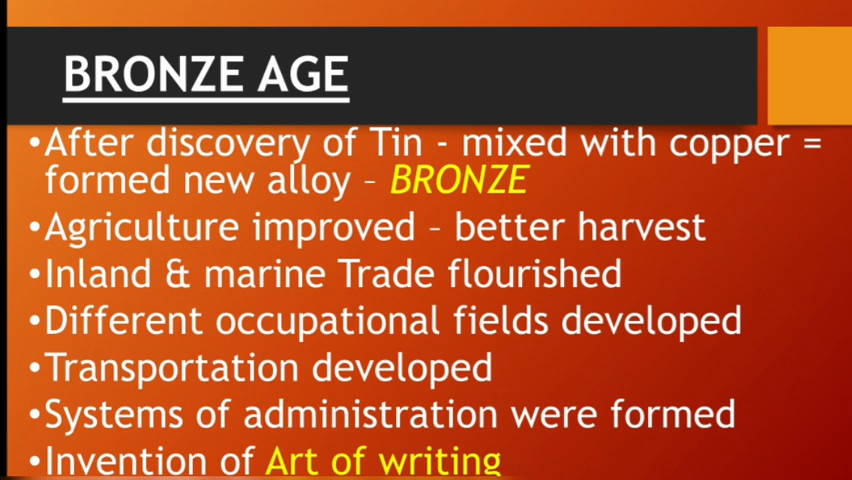 BRONZE AGE
•After discovery of Tin - mixed with copper =
formed new alloy – BRONZE
•Agriculture improved – better harvest
•Inland & marine Trade flourished
•Different occupational fields developed
•Transportation developed
•Systems of administration were formed
•Invention of Art of writing